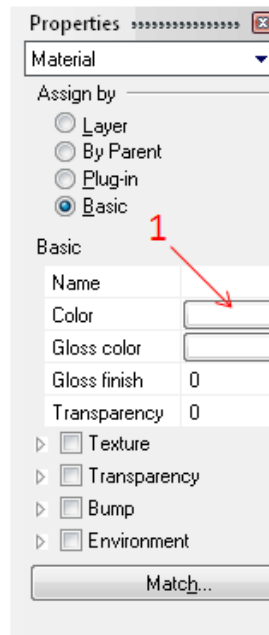 Properties
Material
Assign by
Layer
By Parent
Plug-in
Basic
1
Basic
Name
Color
Gloss color
Gloss finish 0
Transparency 0
Texture
Transparency
Bump
Environment
Match...